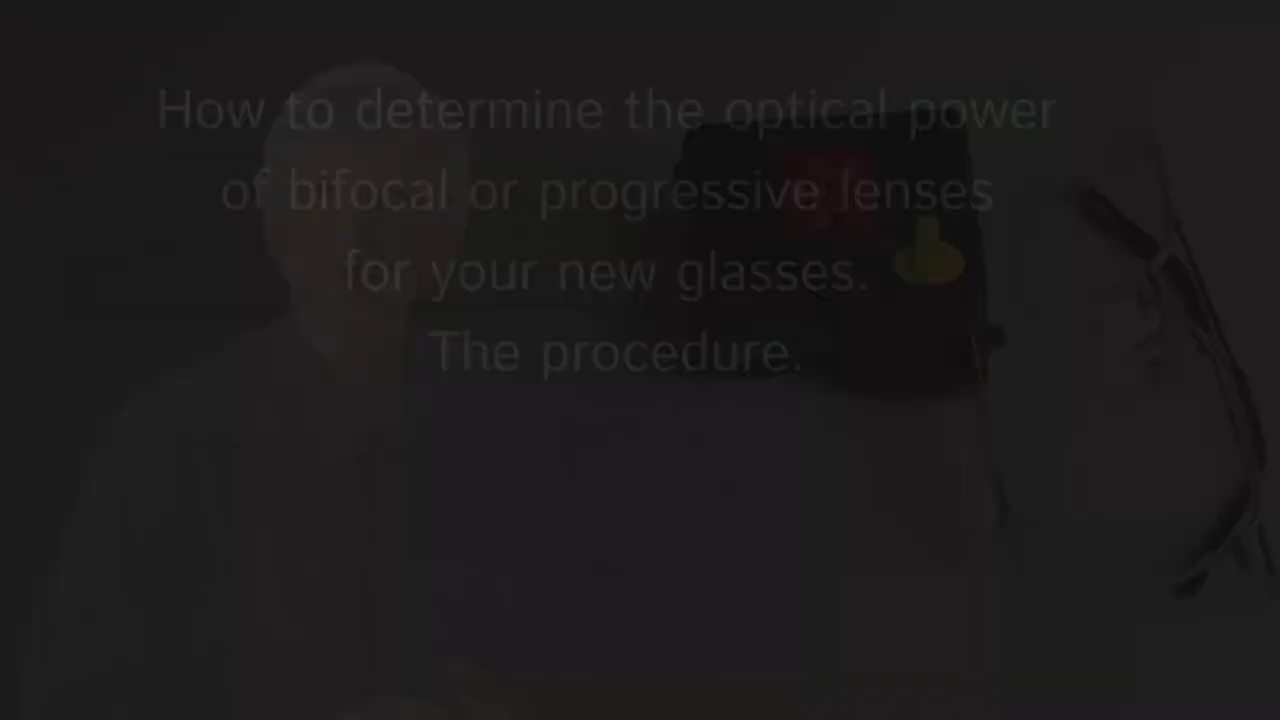 How to determine the optical power
of bifocal or progressive lenses
for your new glasses.
The procedure.